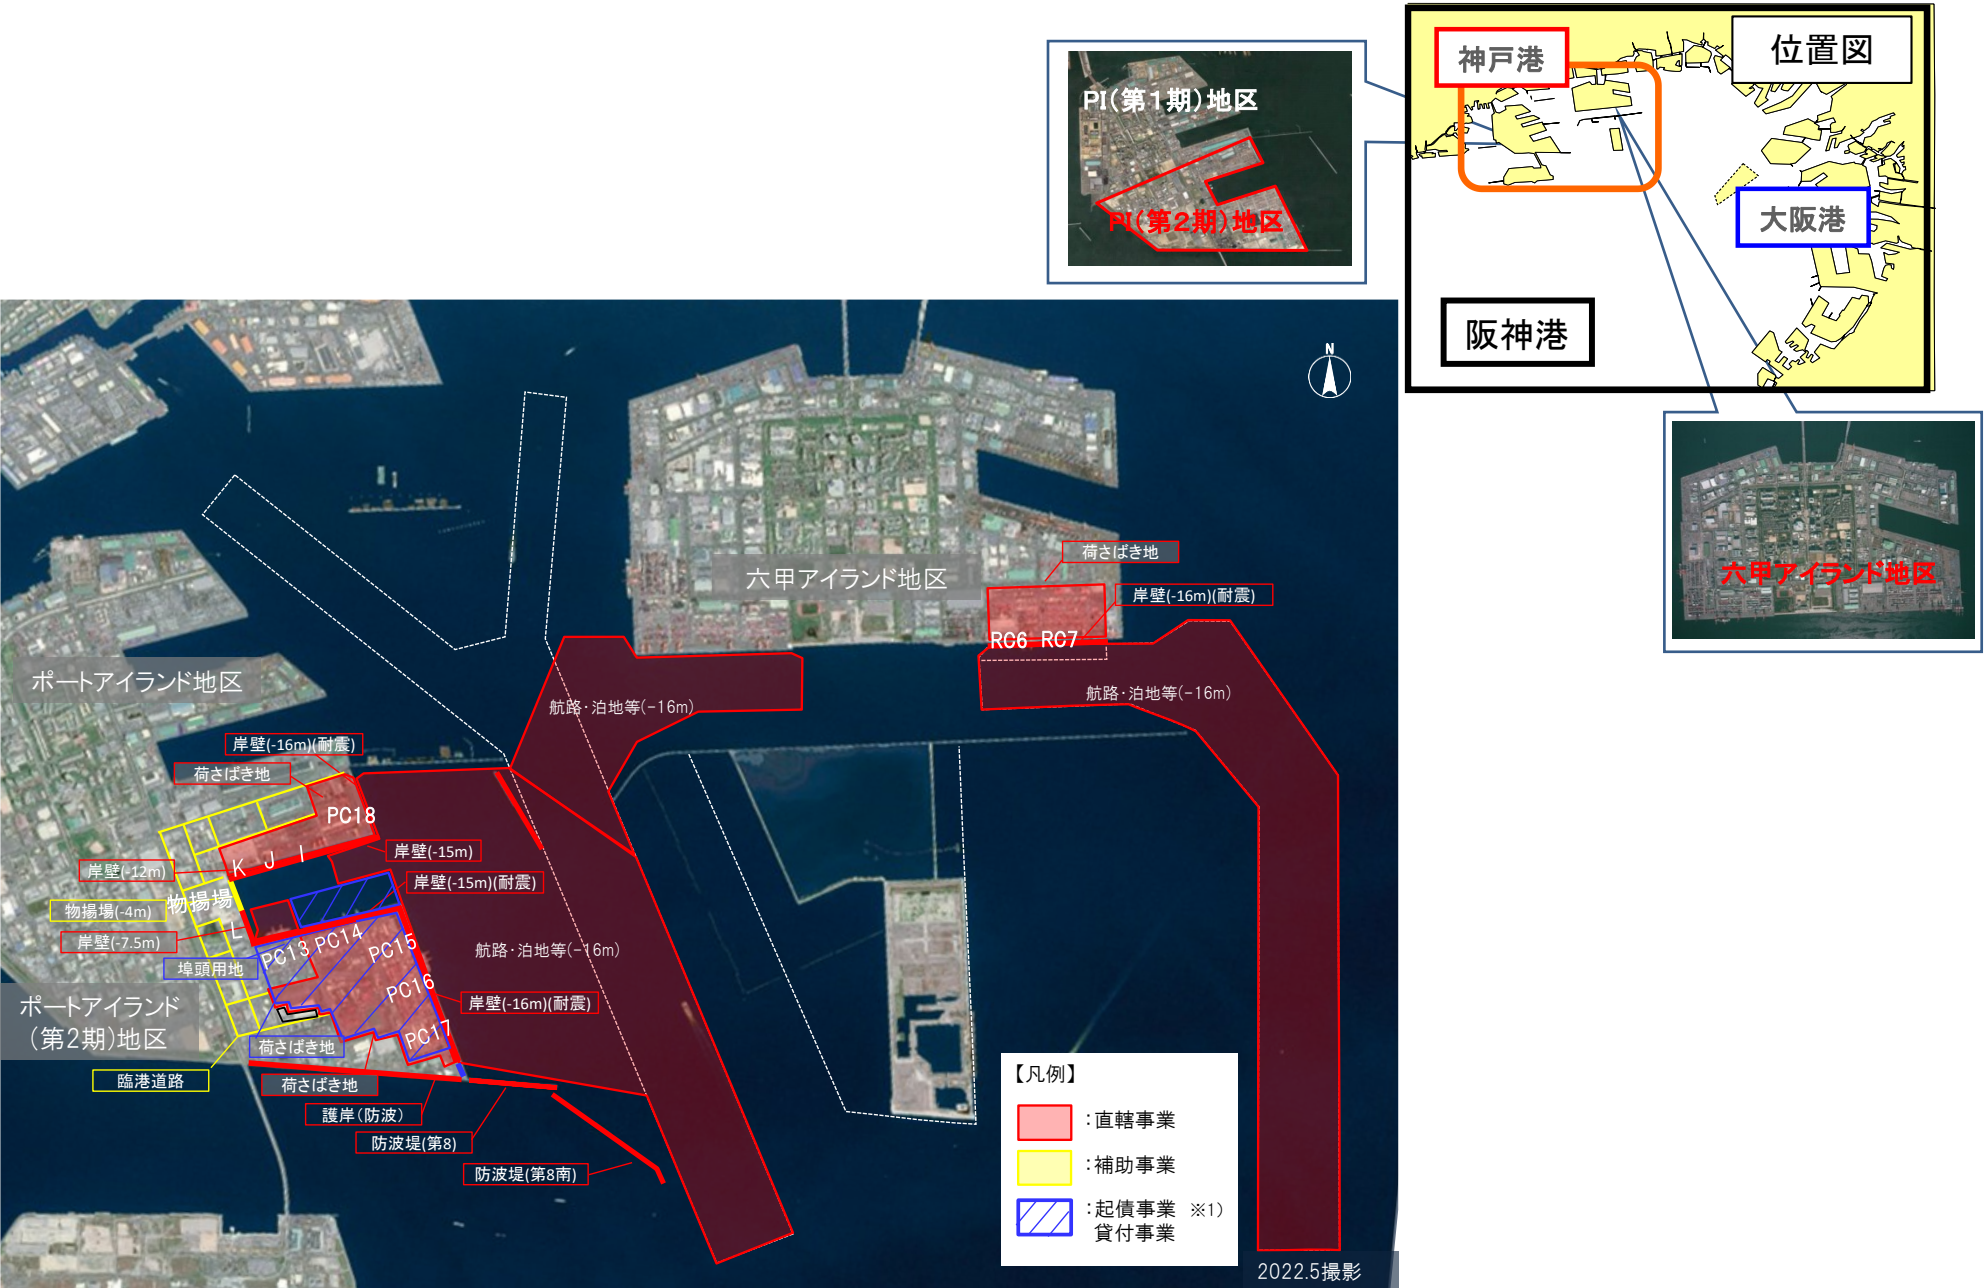 位置図
神戸港
大阪港
阪神港
PI(第1期)地区
PI(第2期)地区
六甲アイランド地区
N
六甲アイランド地区
荷さばき地
岸壁(-16m)(耐震)
RC6 RC7
航路・泊地等(-16m)
航路・泊地等(-16m)
ポートアイランド地区
岸壁(-16m)(耐震)
荷さばき地
PC18
岸壁(-15m)
岸壁(-12m)
K J I
岸壁(-15m)(耐震)
物揚場
物揚場(-4m)
L
岸壁(-7.5m)
PC13 PC14
PC15
航路・泊地等(-16m)
埠頭用地
PC16
岸壁(-16m)(耐震)
ポートアイランド
(第2期)地区
PC17
荷さばき地
臨港道路
荷さばき地
護岸(防波)
防波堤(第8)
防波堤(第8南)
【凡例】
:直轄事業
:補助事業
:起債事業 ※1)
貸付事業
2022.5撮影